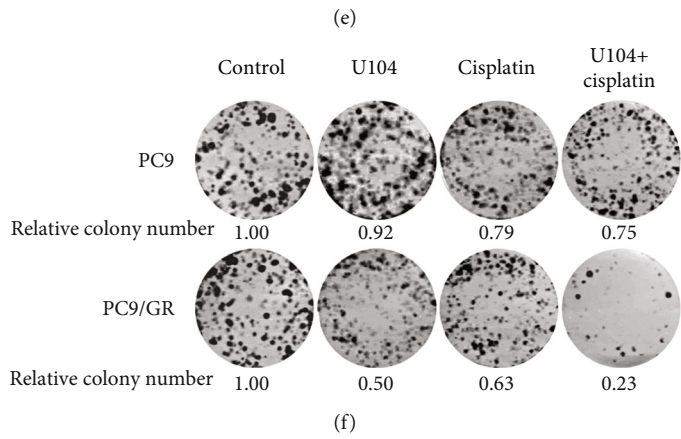 (e)
Control U104 Cisplatin U104+
cisplatin
PC9
Relative colony number 1.00 0.92 0.79 0.75
PC9/GR
Relative colony number 1.00 0.50 0.63 0.23
(f)